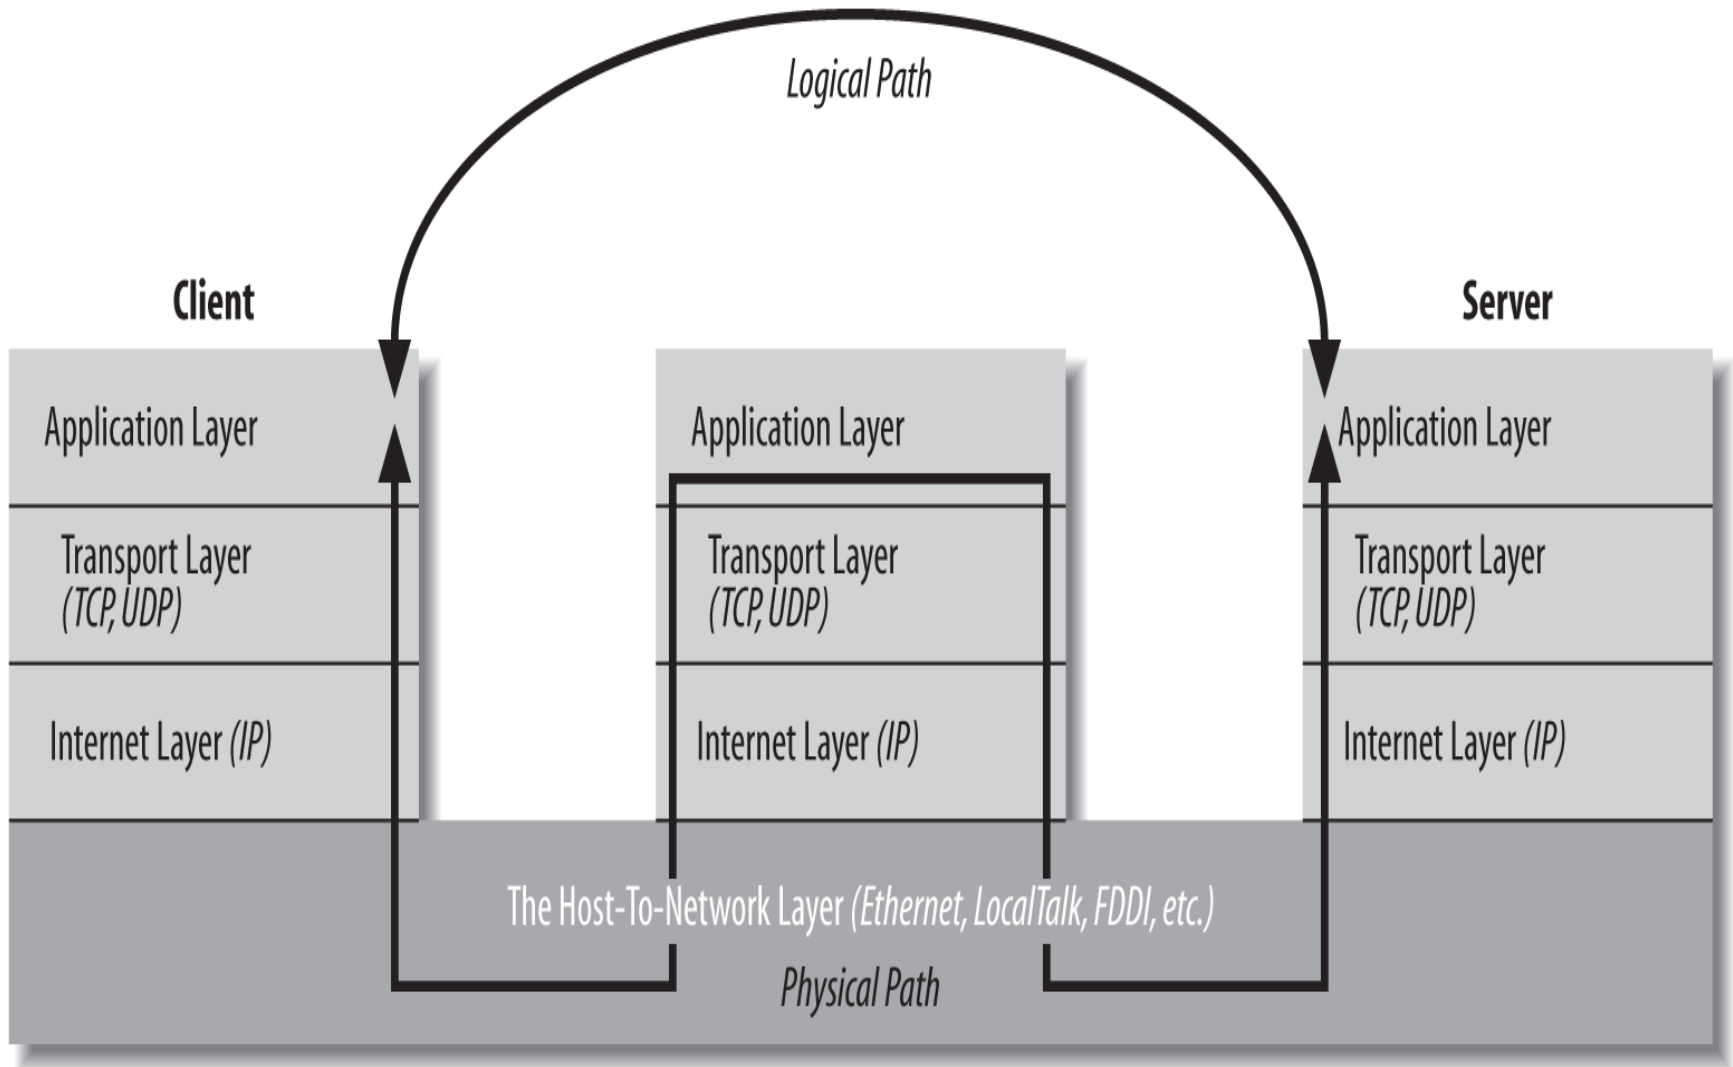 Logical Path
Client
Server
Application Layer
Application Layer
Application Layer
Transport Layer
(TCP, UDP)
Transport Layer
(TCP, UDP)
Transport Layer
(TCP, UDP)
Internet Layer (IP)
Internet Layer (IP)
Internet Layer (IP)
The Host-To-Network Layer (Ethernet, LocalTalk, FDDI, etc.)
Physical Path